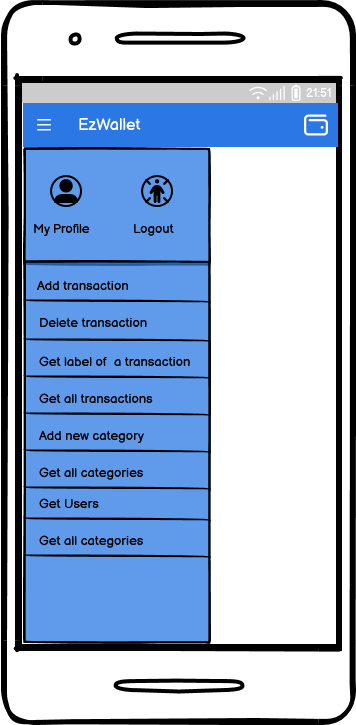 21:51
EzWallet
My Profile
Logout
Add transaction
Delete transaction
Get label of a transaction
Get all transactions
Add new category
Get all categories
Get Users
Get all categories